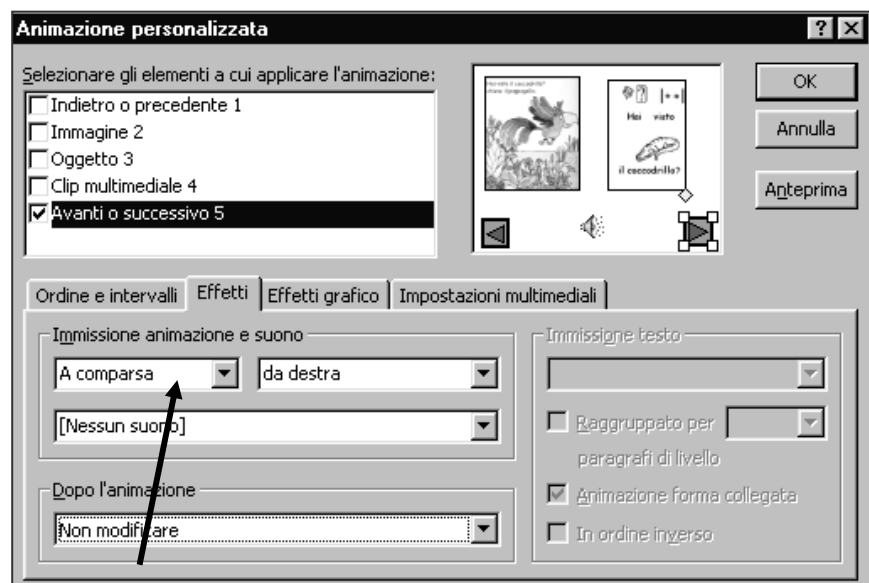 Animazione personalizzata
Selezionare gli elementi a cui applicare l'animazione:
Indietro o precedente 1
Immagine 2
Oggetto 3
Clip multimediale 4
Avanti o successivo 5
Hai visto
il coccodrillo?
OK
Annulla
Anteprima
Ordine e intervalli Effetti Effetti grafico Impostazioni multimediali
Immissione animazione e suono
A comparsa da destra
[Nessun suono]
Dopo l'animazione
Non modificare
Immissione testo
Raggruppato per
paragrafi di livello
Animazione forma collegata
In ordine inverso